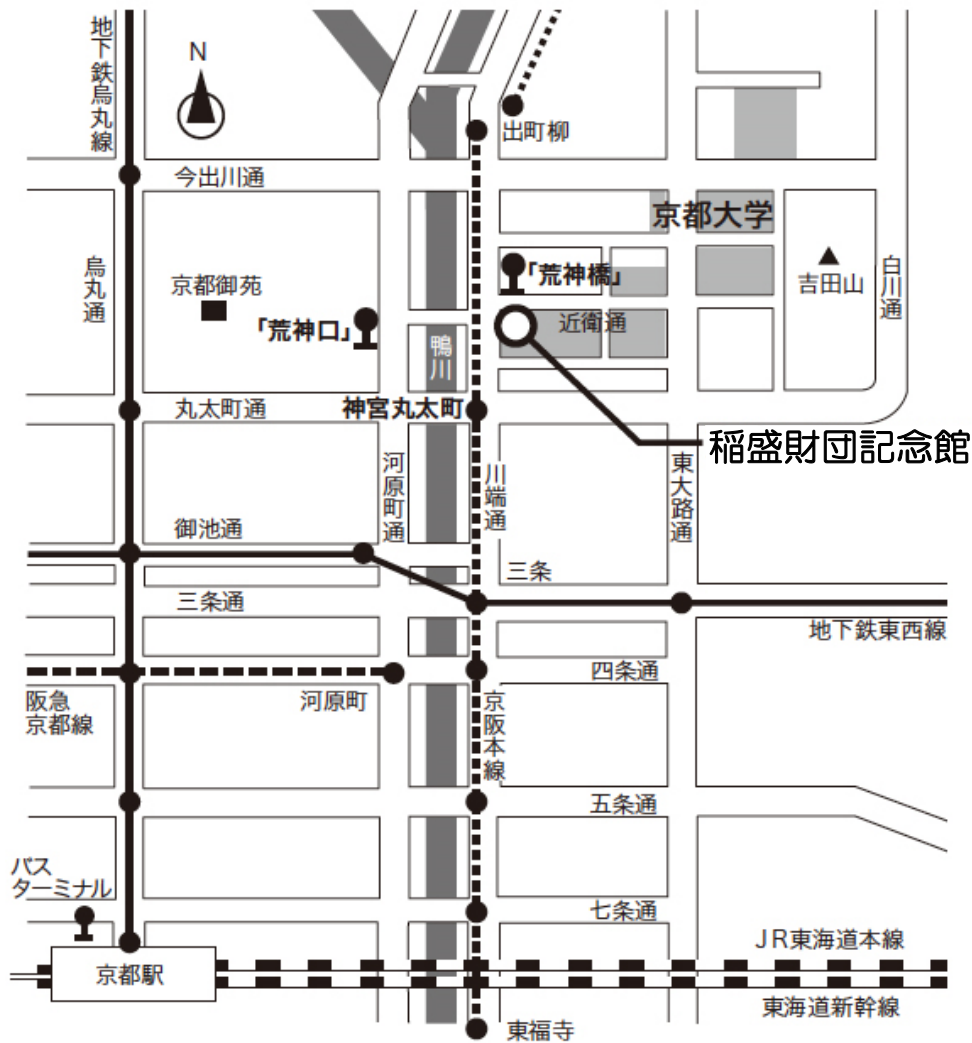 地下鉄烏丸線
N
出町柳
今出川通
京都大学
烏丸通
京都御苑
「荒神橋」
吉田山
白川通
「荒神口」
近衛通
鴨川
丸太町通
神宮丸太町
稲盛財団記念館
河原町通
川端通
東大路通
御池通
三条
三条通
地下鉄東西線
四条通
阪急
京都線
河原町
京阪本線
五条通
バス
ターミナル
七条通
JR東海道本線
京都駅
東海道新幹線
東福寺